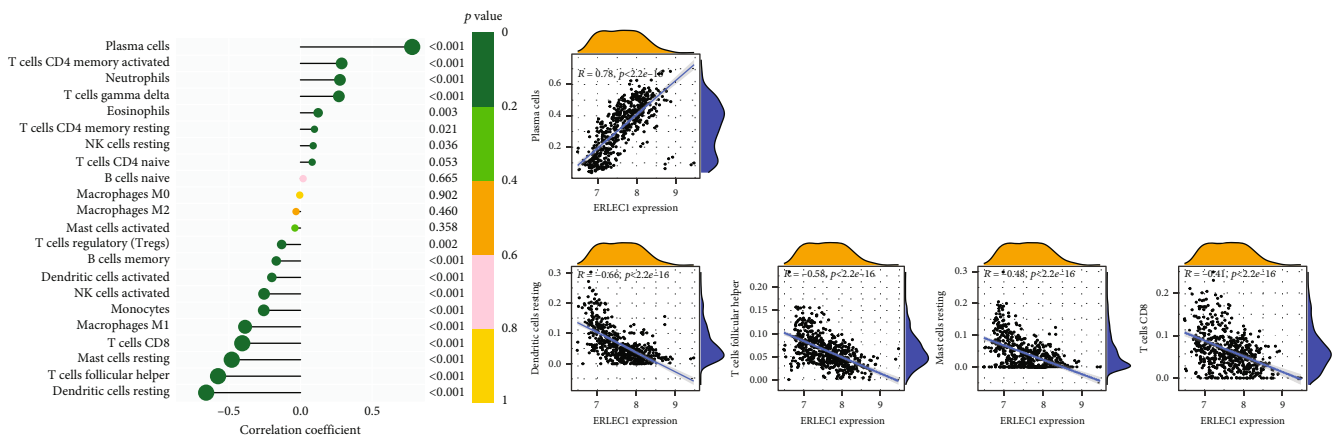 p value
Plasma cells <0.001
T cells CD4 memory activated <0.001
Neutrophils <0.001
T cells gamma delta <0.001
Eosinophils 0.003
T cells CD4 memory resting 0.021
NK cells resting 0.036
T cells CD4 naive 0.053
B cells naive 0.665
Macrophages M0 0.902
Macrophages M2 0.460
Mast cells activated 0.358
T cells regulatory (Tregs) 0.002
B cells memory <0.001
Dendritic cells activated <0.001
NK cells activated <0.001
Monocytes <0.001
Macrophages M1 <0.001
T cells CD8 <0.001
Mast cells resting <0.001
T cells follicular helper <0.001
Dendritic cells resting <0.001
−0.5 0.0 0.5
Correlation coefficient
0
0.2
0.4
0.6
0.8
1
R = 0.78, p<2.2e−16
Plasma cells
0.6
0.4
0.2
7 8 9
ERLEC1 expression
R = −0.66, p<2.2e−16
Dendritic cells resting
0.3
0.2
0.1
0.0
7 8 9
ERLEC1 expression
R = −0.58, p<2.2e−16
T cells follicular helper
0.20
0.15
0.10
0.05
0.00
7 8 9
ERLEC1 expression
R = −0.48, p<2.2e−16
Mast cells resting
0.3
0.2
0.1
0.0
7 8 9
ERLEC1 expression
R = −0.41, p<2.2e−16
T cells CD8
0.2
0.1
0.0
7 8 9
ERLEC1 expression